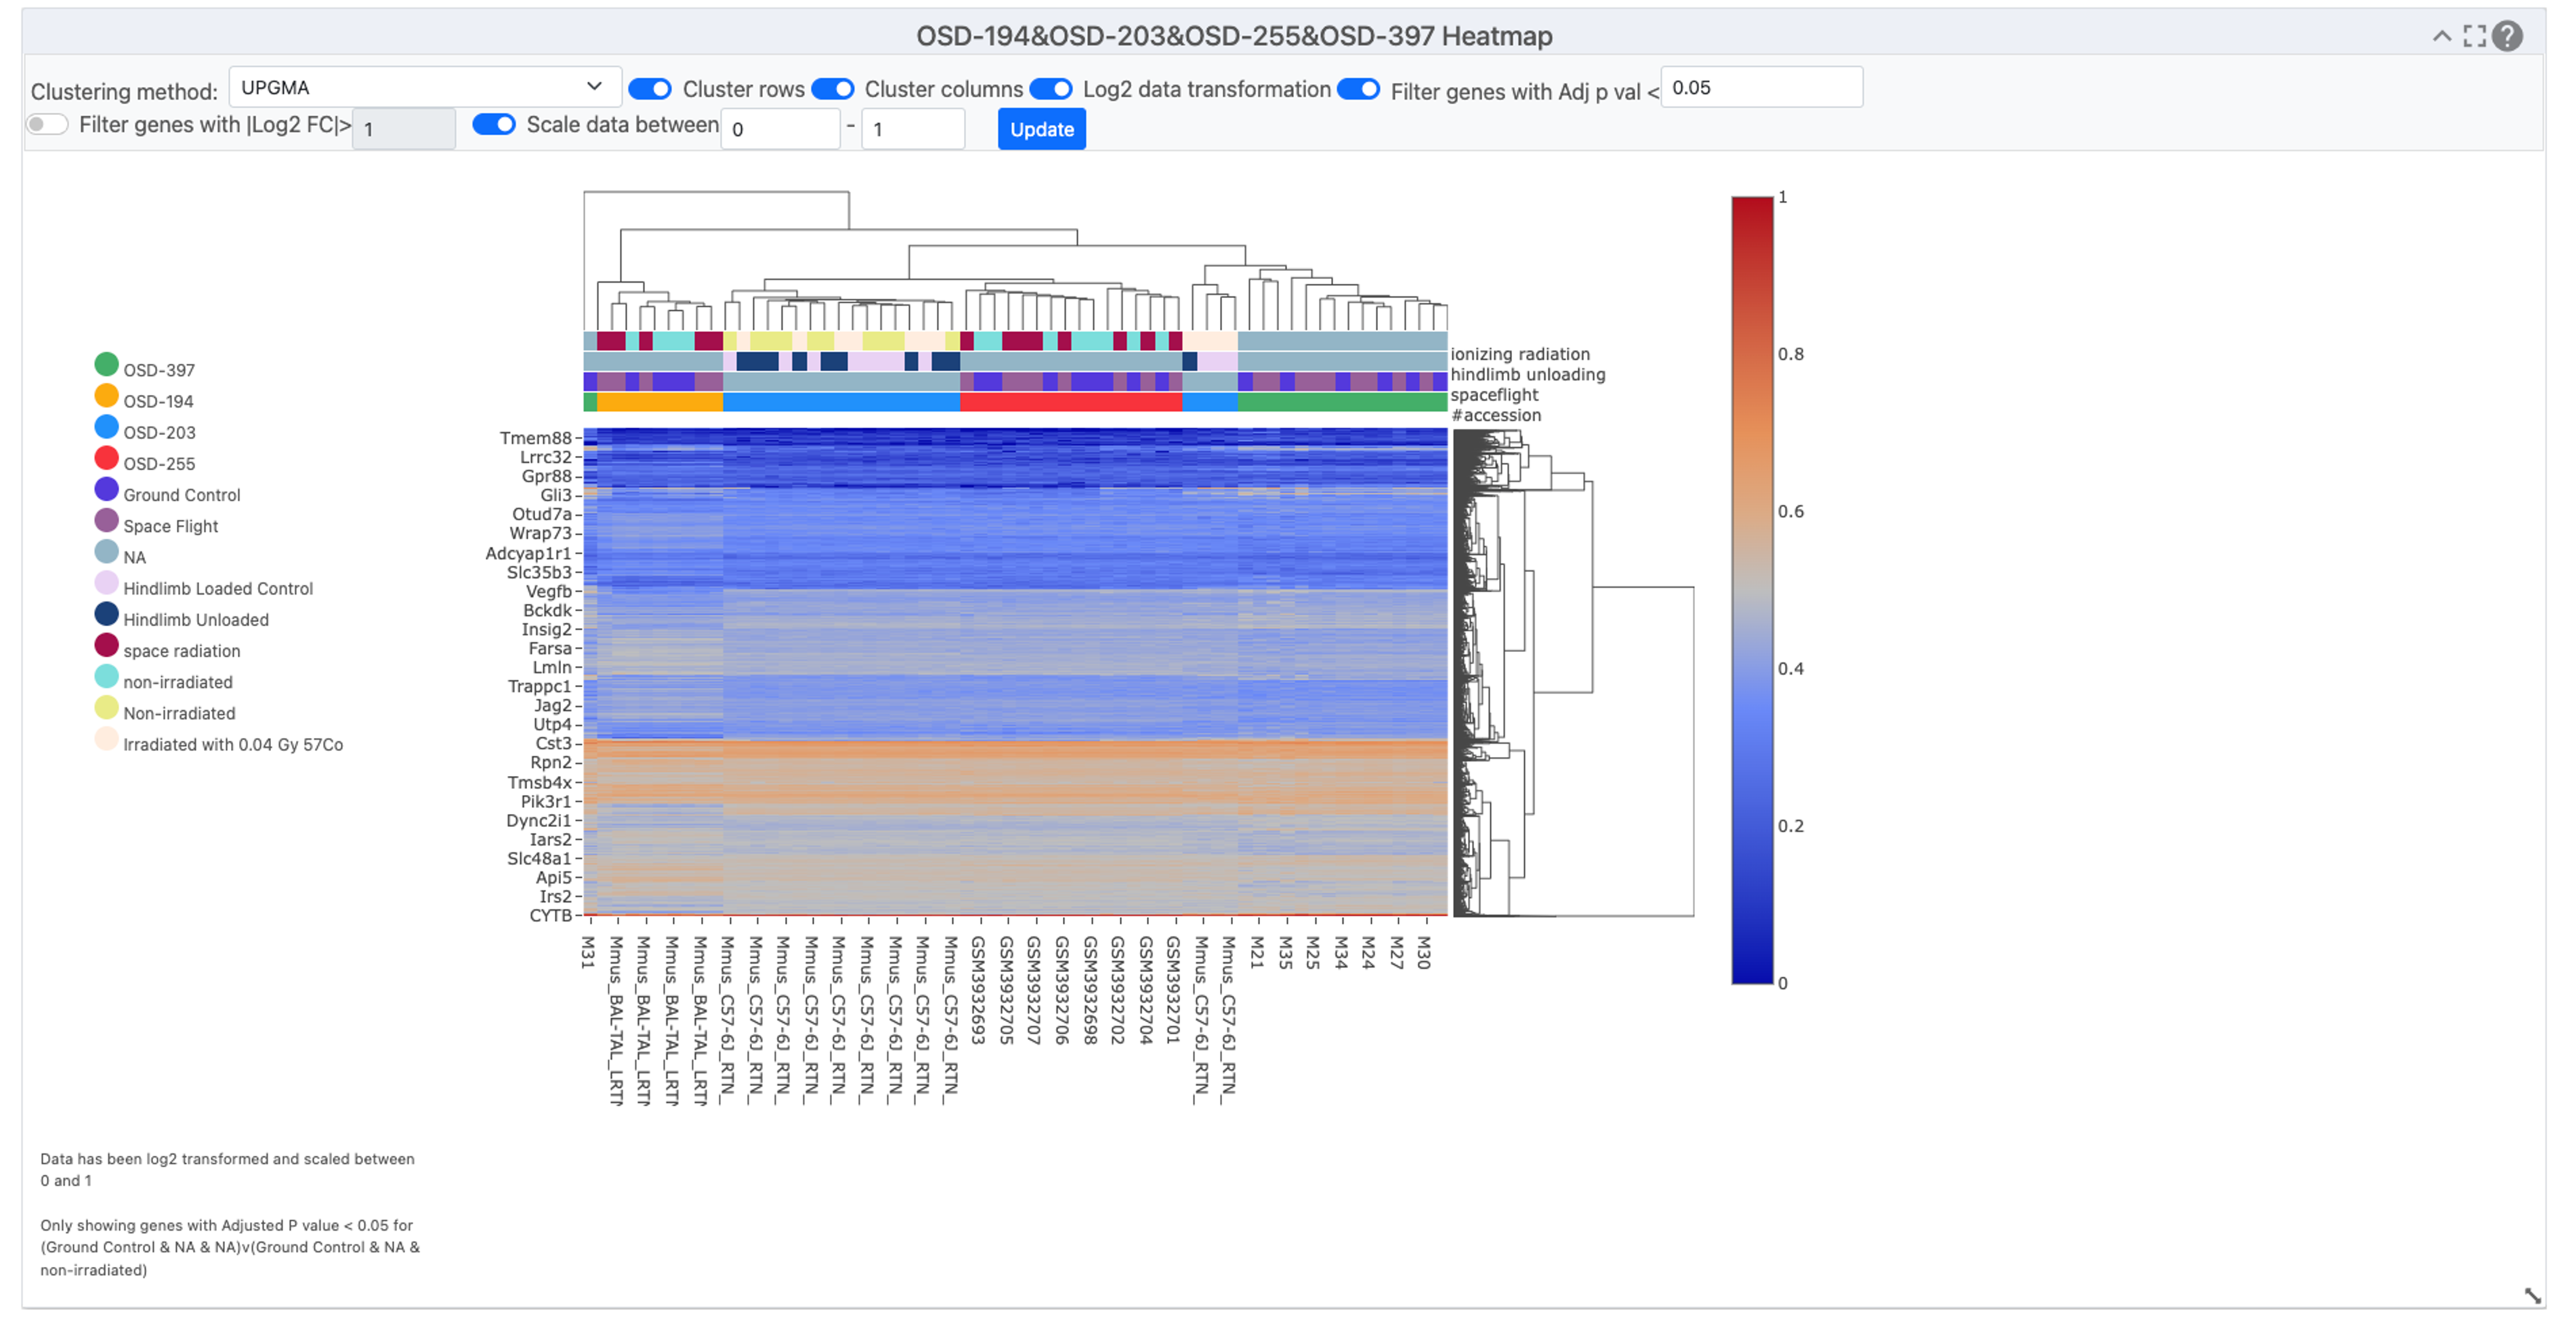 OSD-194&OSD-203&OSD-255&OSD-397 Heatmap
?
Clustering method: UPGMA Cluster rows Cluster columns Log2 data transformation Filter genes with Adj p val < 0.05
Filter genes with |Log2 FC|> 1 Scale data between 0 - 1 Update
ionizing radiation
hindlimb unloading
spaceflight
#accession
OSD-397
OSD-194
OSD-203
OSD-255
Ground Control
Space Flight
NA
Hindlimb Loaded Control
Hindlimb Unloaded
space radiation
non-irradiated
Non-irradiated
Irradiated with 0.04 Gy 57Co
Tmem88
Lrrc32
Gpr88
Gli3
Otud7a
Wrap73
Adcyap1r1
Slc35b3
Vegfb
Bckdk
Insig2
Farsa
Lmln
Trappc1
Jag2
Utp4
Cst3
Rpn2
Tmsb4x
Pik3r1
Dync2i1
Iars2
Slc48a1
Api5
Irs2
CYTB
1
0.8
0.6
0.4
0.2
0
M31
Mmus_BAL-TAL_LRTN
Mmus_BAL-TAL_LRTN
Mmus_BAL-TAL_LRTN
Mmus_BAL-TAL_LRTN
Mmus_C57-6J_RTN_
Mmus_C57-6J_RTN_
Mmus_C57-6J_RTN_
Mmus_C57-6J_RTN_
Mmus_C57-6J_RTN_
Mmus_C57-6J_RTN_
Mmus_C57-6J_RTN_
Mmus_C57-6J_RTN_
Mmus_C57-6J_RTN_
GSM3932693
GSM3932705
GSM3932707
GSM3932706
GSM3932698
GSM3932702
GSM3932704
GSM3932701
Mmus_C57-6J_RTN_
Mmus_C57-6J_RTN_
M21
M35
M25
M34
M24
M27
M30
Data has been log2 transformed and scaled between
0 and 1
Only showing genes with Adjusted P value < 0.05 for
(Ground Control & NA & NA)v(Ground Control & NA &
non-irradiated)